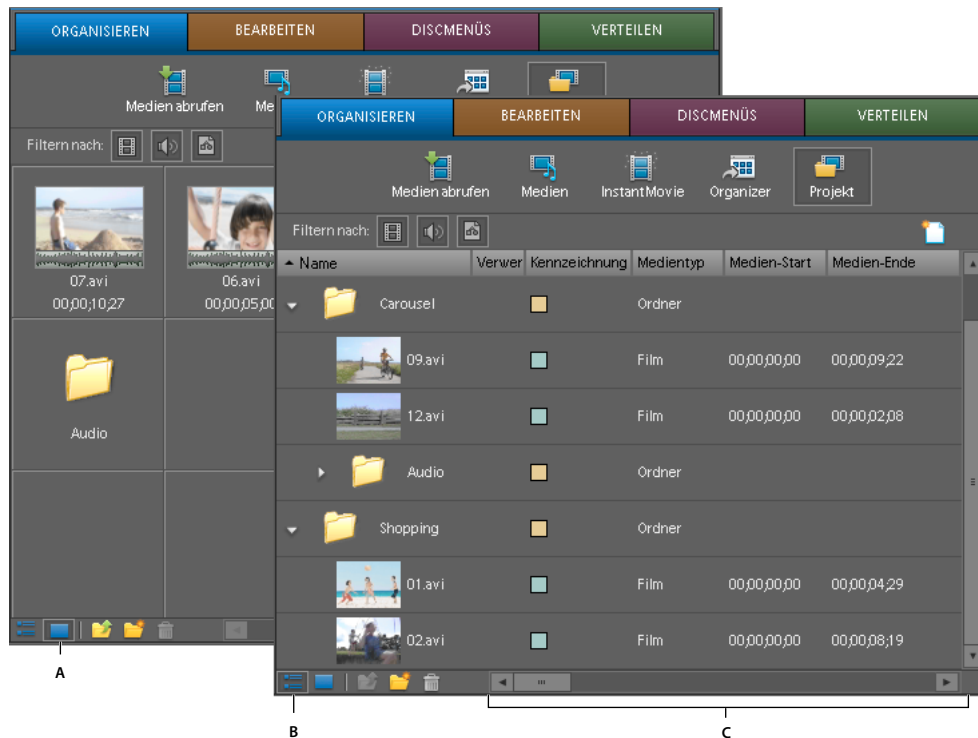 ORGANISIEREN BEARBEITEN DISCMENÜS VERTEILEN
Medien abrufen Me
Filtern nach:
07.avi 06.avi
00;00;10;27 00;00;05;00
Audio
A
ORGANISIEREN BEARBEITEN DISCMENÜS VERTEILEN
Medien abrufen Medien InstantMovie Organizer Projekt
Filtern nach:
Name Verwer Kennzeichnung Medientyp Medien-Start Medien-Ende
Carousel Ordner
09.avi Film 00;00;00;00 00;00;09;22
12.avi Film 00;00;00;00 00;00;02;08
Audio Ordner
Shopping Ordner
01.avi Film 00;00;00;00 00;00;04;29
02.avi Film 00;00;00;00 00;00;08;19
B C